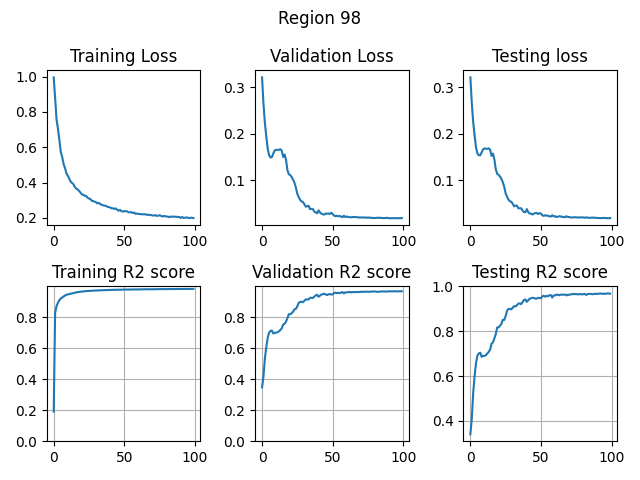 Region 98
Training Loss
Validation Loss
Testing loss
1.0
0.8
0.6
0.4
0.2
0 50 100
0.3
0.2
0.1
0 50 100
0.3
0.2
0.1
0 50 100
Training R2 score
Validation R2 score
Testing R2 score
0.8
0.6
0.4
0.2
0.0
0 50 100
0.8
0.6
0.4
0.2
0.0
0 50 100
1.0
0.8
0.6
0.4
0 50 100